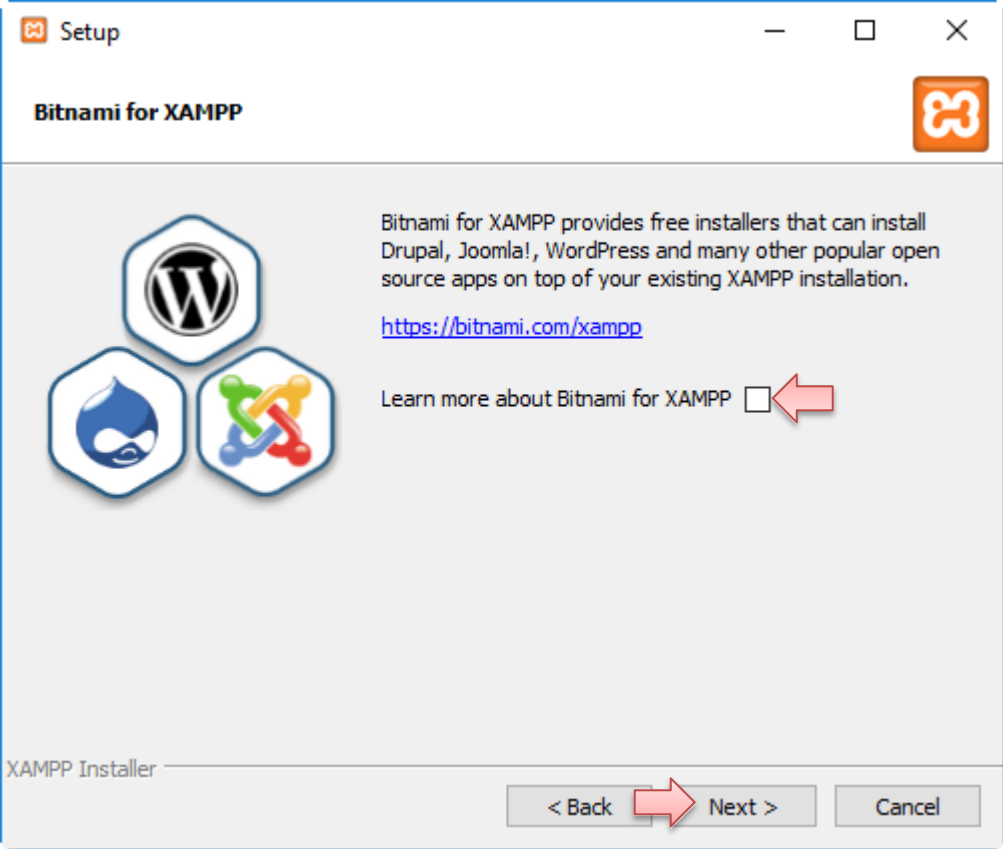 Setup
Bitnami for XAMPP
Bitnami for XAMPP provides free installers that can install
Drupal, Joomla!, WordPress and many other popular open
source apps on top of your existing XAMPP installation.
https://bitnami.com/xampp
Learn more about Bitnami for XAMPP
XAMPP Installer
< Back
Next >
Cancel